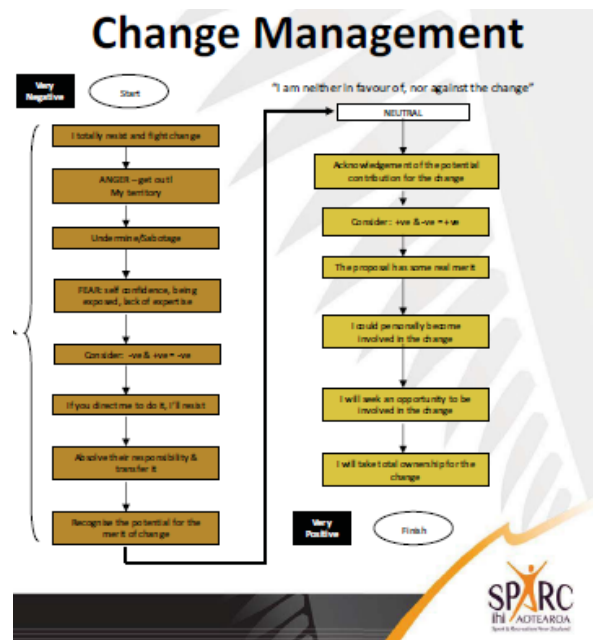 Change Management
Very
Negative
Start
"I am neither in favour of, nor against the change"
NEUTRAL
I totally resist and fight change
ANGER – get out!
My territory
Undermine/Sabotage
FEAR: self confidence, being
exposed, lack of expertise
Consider: -ve & +ve = -ve
If you direct me to do it, I'll resist
Absolve their responsibility &
transfer it
Recognise the potential for the
merit of change
Acknowledgement of the potential
contribution for the change
Consider: +ve & -ve = +ve
The proposal has some real merit
I could personally become
involved in the change
I will seek an opportunity to be
involved in the change
I will take total ownership for the
change
Very
Positive
Finish
SPARC
ihi AOTEAROA
Sport & Recreation New Zealand